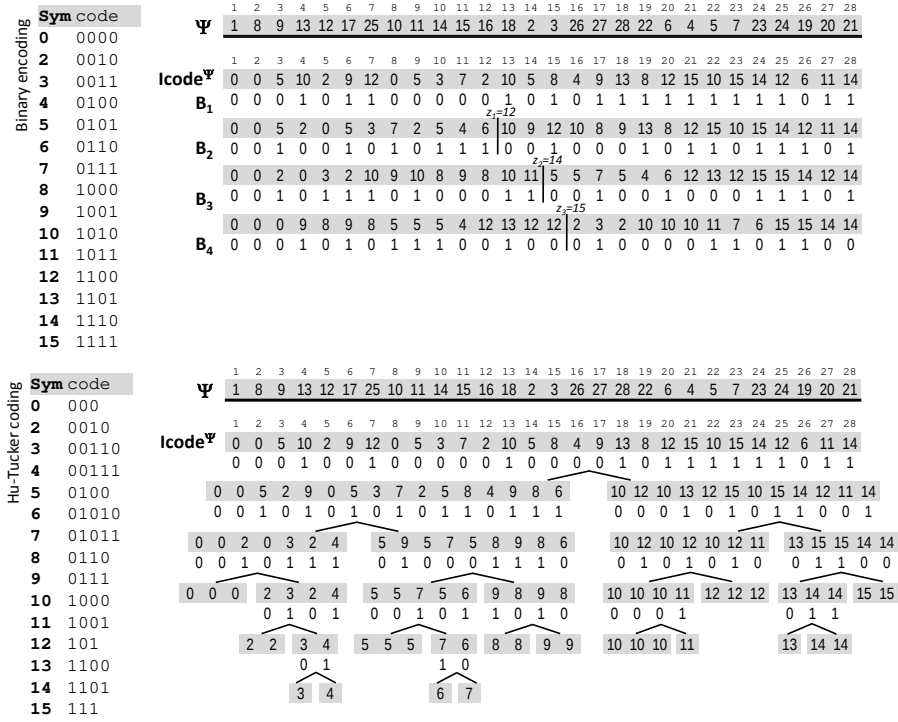 Binary encoding
Sym code
0 0000
2 0010
3 0011
4 0100
5 0101
6 0110
7 0111
8 1000
9 1001
10 1010
11 1011
12 1100
13 1101
14 1110
15 1111
1 2 3 4 5 6 7 8 9 10 11 12 13 14 15 16 17 18 19 20 21 22 23 24 25 26 27 28
Ψ 1 8 9 13 12 17 25 10 11 14 15 16 18 2 3 26 27 28 22 6 4 5 7 23 24 19 20 21
1 2 3 4 5 6 7 8 9 10 11 12 13 14 15 16 17 18 19 20 21 22 23 24 25 26 27 28
IcodeΨ 0 0 5 10 2 9 12 0 5 3 7 2 10 5 8 4 9 13 8 12 15 10 15 14 12 6 11 14
B1 0 0 0 1 0 1 1 0 0 0 0 0 1 0 1 0 1 1 1 1 1 1 1 1 1 0 1 1
z1=12
0 0 5 2 0 5 3 7 2 5 4 6 10 9 12 10 8 9 13 8 12 15 10 15 14 12 11 14
B2 0 0 1 0 0 1 0 1 0 1 1 1 0 0 1 0 0 0 1 0 1 1 0 1 1 1 0 1
z2=14
0 0 2 0 3 2 10 9 10 8 9 8 10 11 5 5 7 5 4 6 12 13 12 15 15 14 12 14
B3 0 0 1 0 1 1 1 0 1 0 0 0 1 1 0 0 1 0 0 1 0 0 0 1 1 1 0 1
z3=15
0 0 0 9 8 9 8 5 5 5 4 12 13 12 12 2 3 2 10 10 10 11 7 6 15 15 14 14
B4 0 0 0 1 0 1 0 1 1 1 0 0 1 0 0 0 1 0 0 0 0 1 1 0 1 1 0 0
Hu-Tucker coding
Sym code
0 000
2 0010
3 00110
4 00111
5 0100
6 01010
7 01011
8 0110
9 0111
10 1000
11 1001
12 101
13 1100
14 1101
15 111
1 2 3 4 5 6 7 8 9 10 11 12 13 14 15 16 17 18 19 20 21 22 23 24 25 26 27 28
Ψ 1 8 9 13 12 17 25 10 11 14 15 16 18 2 3 26 27 28 22 6 4 5 7 23 24 19 20 21
1 2 3 4 5 6 7 8 9 10 11 12 13 14 15 16 17 18 19 20 21 22 23 24 25 26 27 28
IcodeΨ 0 0 5 10 2 9 12 0 5 3 7 2 10 5 8 4 9 13 8 12 15 10 15 14 12 6 11 14
0 0 0 1 0 0 1 0 0 0 0 0 1 0 0 0 0 1 0 1 1 1 1 1 1 0 1 1
0 0 5 2 9 0 5 3 7 2 5 8 4 9 8 6 10 12 10 13 12 15 10 15 14 12 11 14
0 0 1 0 1 0 1 0 1 0 1 1 0 1 1 1 0 0 0 1 0 1 0 1 1 0 0 1
0 0 2 0 3 2 4 5 9 5 7 5 8 9 8 6 10 12 10 12 10 12 11 13 15 15 14 14
0 0 1 0 1 1 1 0 1 0 0 0 1 1 1 0 0 1 0 1 0 1 0 0 1 1 0 0
0 0 0 2 3 2 4 5 5 7 5 6 9 8 9 8 10 10 10 11 12 12 12 13 14 14 15 15
0 1 0 1 0 0 1 0 1 1 0 1 0 0 0 0 1 0 1 1
2 2 3 4 5 5 5 7 6 8 8 9 9 10 10 10 11 13 14 14
0 1 1 0
3 4 6 7